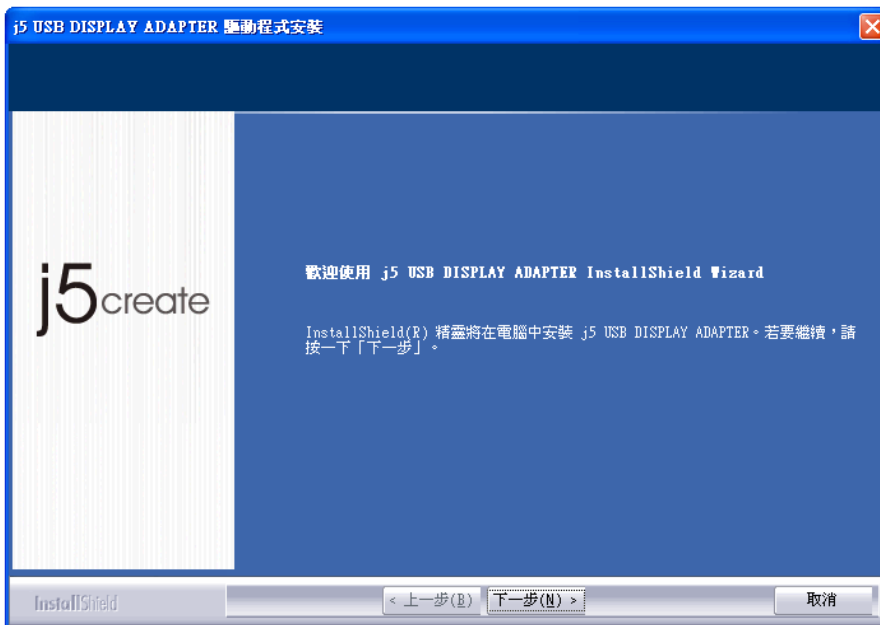 j5 USB DISPLAY ADAPTER 驅動程式安裝
j5create
歡迎使用 j5 USB DISPLAY ADAPTER InstallShield Wizard
InstallShield(R) 精靈將在電腦中安裝 j5 USB DISPLAY ADAPTER。若要繼續，請
按一下「下一步」。
InstallShield
< 上一步(B)
下一步(N) >
取消